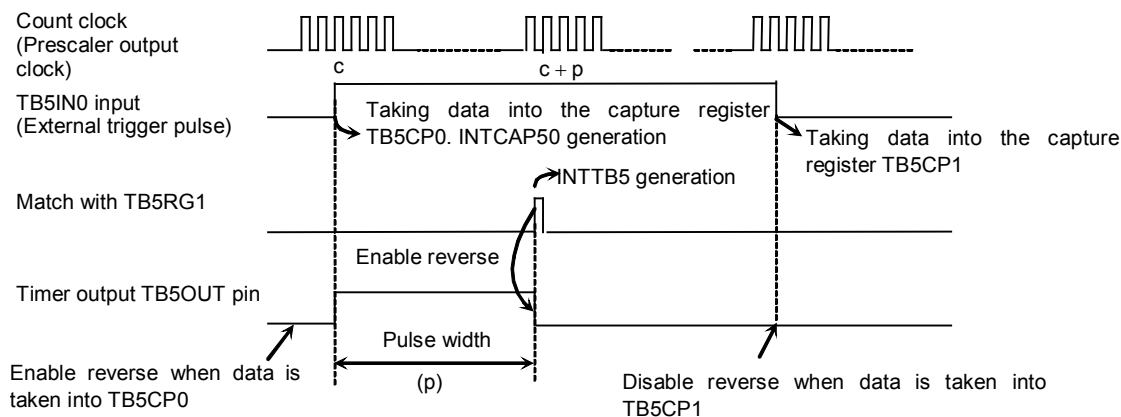 Count clock
(Prescaler output
clock)
c
c + p
TB5IN0 input
(External trigger pulse)
Taking data into the capture register
TB5CP0. INTCAP50 generation
Taking data into the capture
register TB5CP1
INTTB5 generation
Match with TB5RG1
Enable reverse
Timer output TB5OUT pin
Pulse width
(p)
Enable reverse when data is
taken into TB5CP0
Disable reverse when data is taken into
TB5CP1